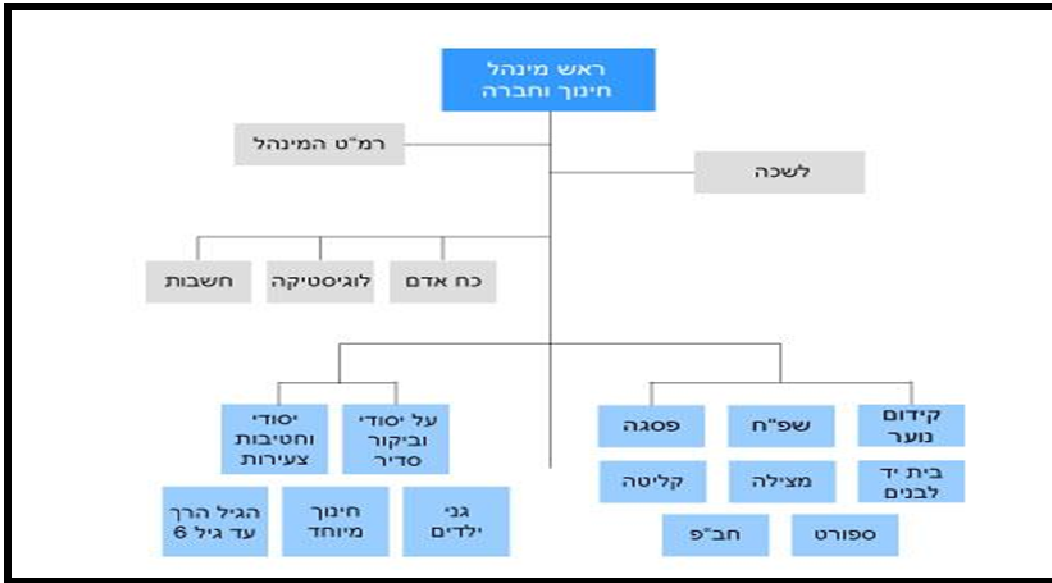 ראש מינהל
חינוך וחברה
רמ"ט המינהל
לשכה
כח אדם
לוגיסטיקה
חשבות
קידום
נוער
שפ"ח
פסגה
על יסודי
וביקור
סדיר
יסודי
וחטיבות
צעירות
בית יד
לבנים
מצילה
קליטה
גני
ילדים
חינוך
מיוחד
הגיל הרך
עד גיל 6
ספורט
חב"פ